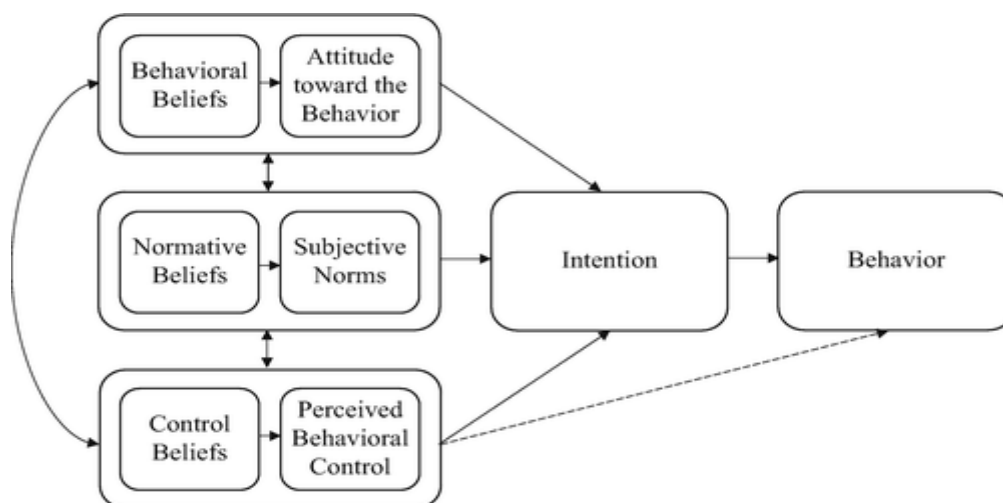 Behavioral
Beliefs
Attitude
toward the
Behavior
Normative
Beliefs
Subjective
Norms
Intention
Behavior
Control
Beliefs
Perceived
Behavioral
Control